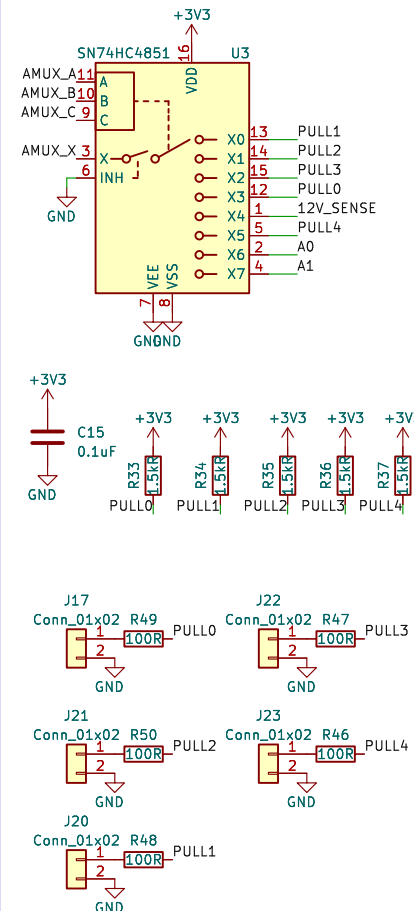 +3V3
SN74HC4851 U3
16
VDD
AMUX_A 11 A
AMUX_B 10 B
AMUX_C 9 C
AMUX_X 3 X
6 INH
GND
X0 13 PULL1
X1 14 PULL2
X2 15 PULL3
X3 12 PULL0
X4 1 12V_SENSE
X5 5 PULL4
X6 2 A0
X7 4 A1
VEE VSS
7 8
GND GND
+3V3
C15
0.1uF
GND
+3V3 +3V3 +3V3 +3V3 +3V
R33 1.5kR R34 1.5kR R35 1.5kR R36 1.5kR R37 1.5kR
PULL0 PULL1 PULL2 PULL3 PULL4
J17
Conn_01x02 R49
1 100R PULL0
2
GND
J22
Conn_01x02 R47
1 100R PULL3
2
GND
J21
Conn_01x02 R50
1 100R PULL2
2
GND
J23
Conn_01x02 R46
1 100R PULL4
2
GND
J20
Conn_01x02 R48
1 100R PULL1
2
GND